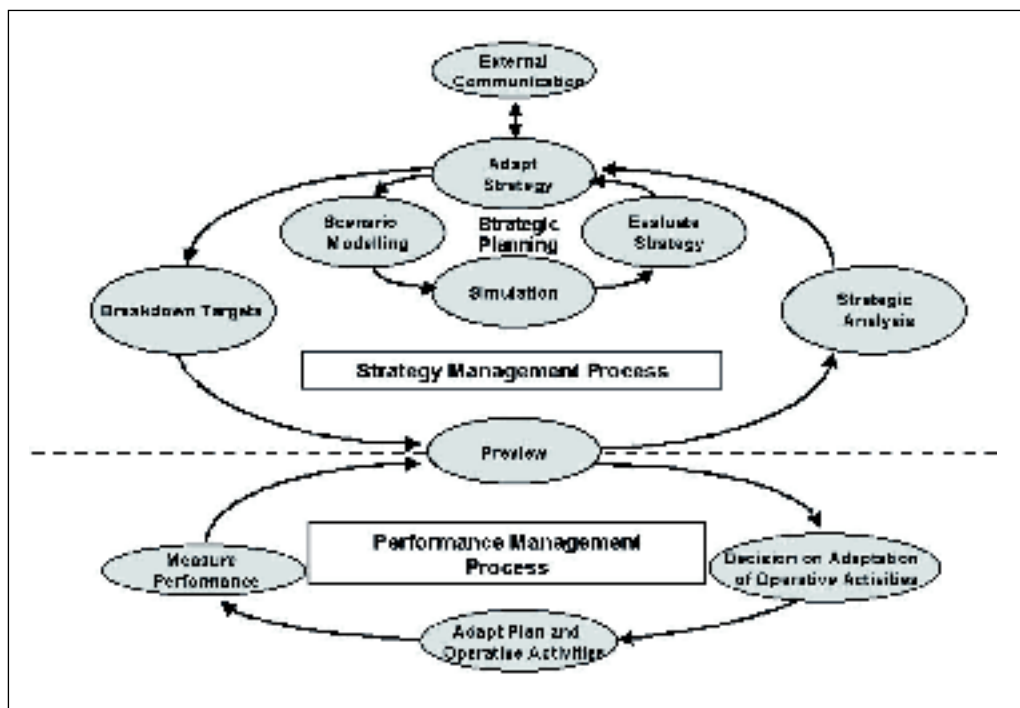 External
Communication
Adapt
Strategy
Scenario
Modelling
Strategic
Planning
Evaluate
Strategy
Simulation
Breakdown Targets
Strategic
Analysis
Strategy Management Process
Preview
Performance Management
Process
Measure
Performance
Decision on Adaptation
of Operative Activities
Adapt Plan and
Operative Activities